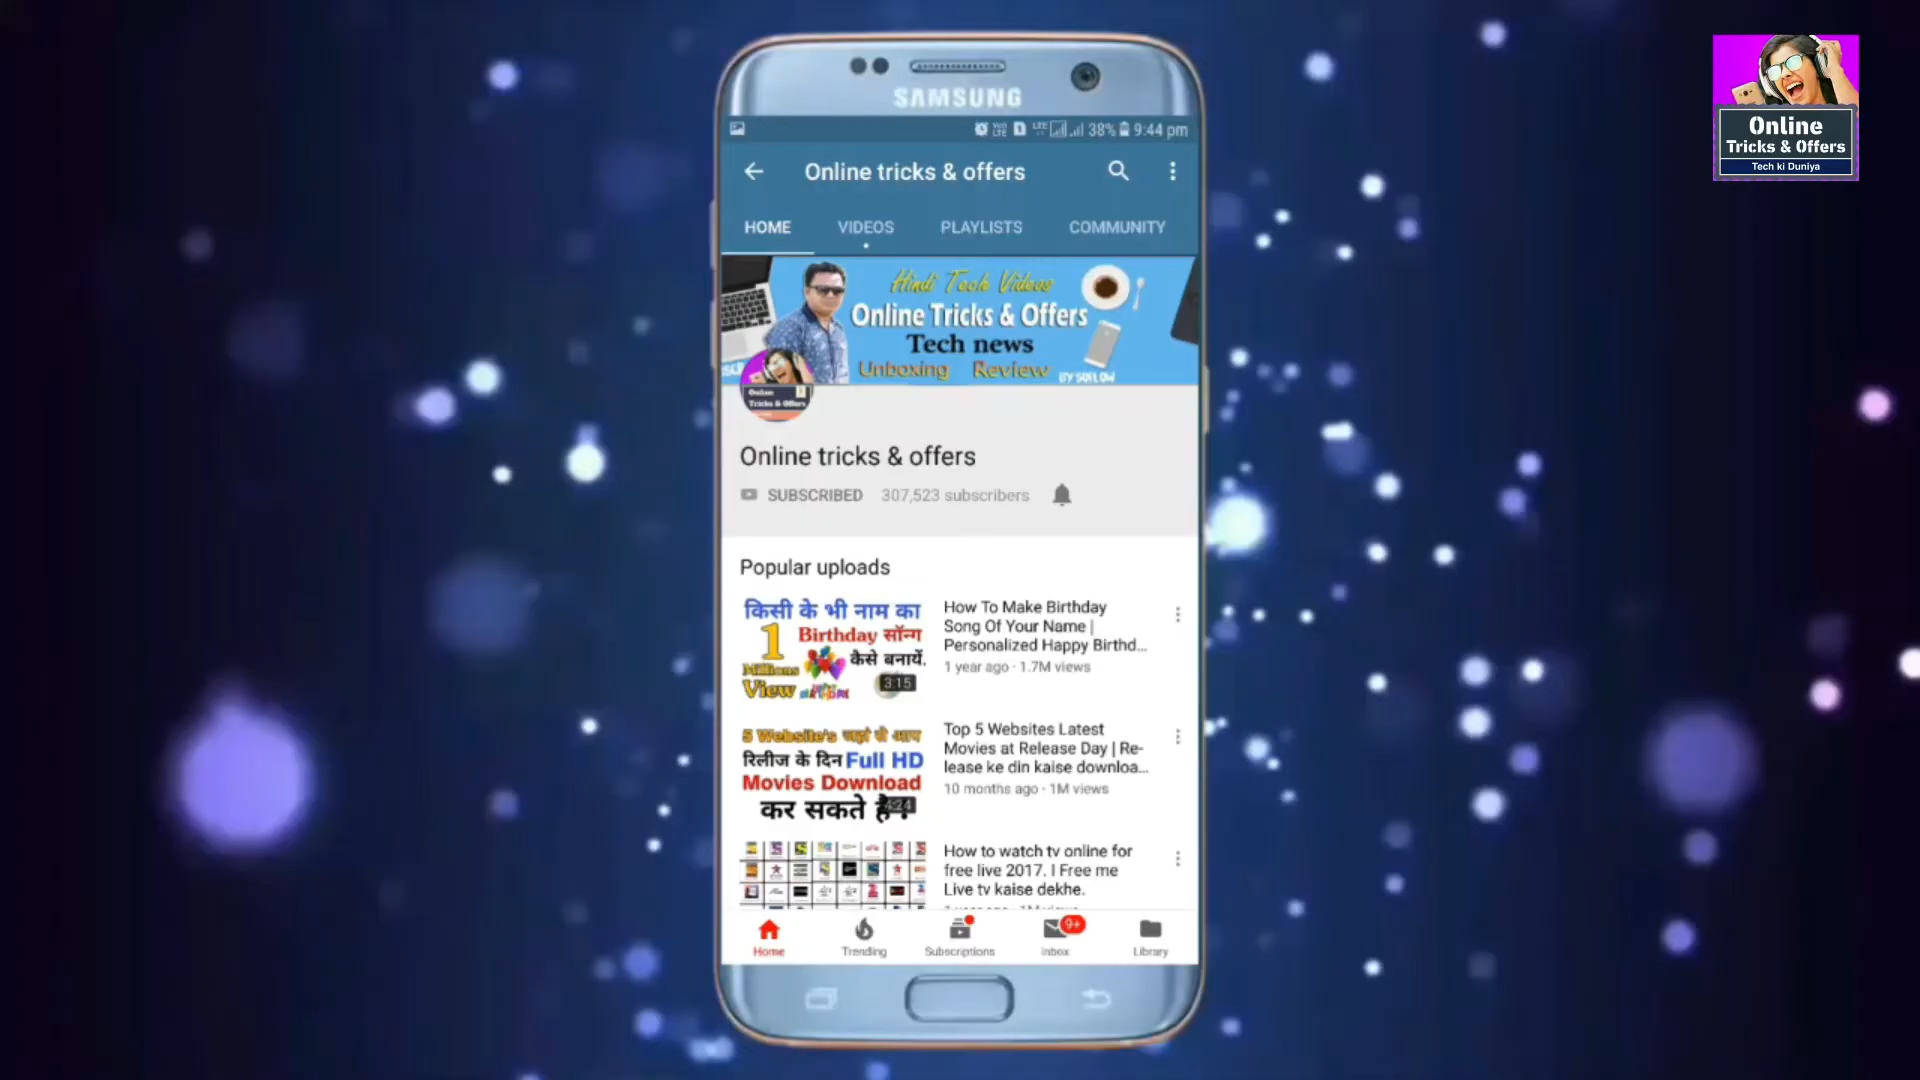 SAMSUNG
38% 9:44 pm
Online tricks & offers
HOME VIDEOS PLAYLISTS COMMUNITY
Hindi Tech Videos
Online Tricks & Offers
Tech news
Unboxing Review
Online
Tricks & Offers
Online tricks & offers
SUBSCRIBED 307,523 subscribers
Popular uploads
किसी के भी नाम का
1 Birthday सॉन्ग
Millions कैसे बनायें.
View
3:15
How To Make Birthday
Song Of Your Name |
Personalized Happy Birthd...
1 year ago · 1.7M views
5 Website's जहां से आप
रिलीज के दिन Full HD
Movies Download
कर सकते हैं
4:24
Top 5 Websites Latest
Movies at Release Day | Re-
lease ke din kaise downloa...
10 months ago · 1M views
How to watch tv online for
free live 2017. I Free me
Live tv kaise dekhe.
9+
Home Trending Subscriptions Inbox Library
Online
Tricks & Offers
Tech ki Duniya